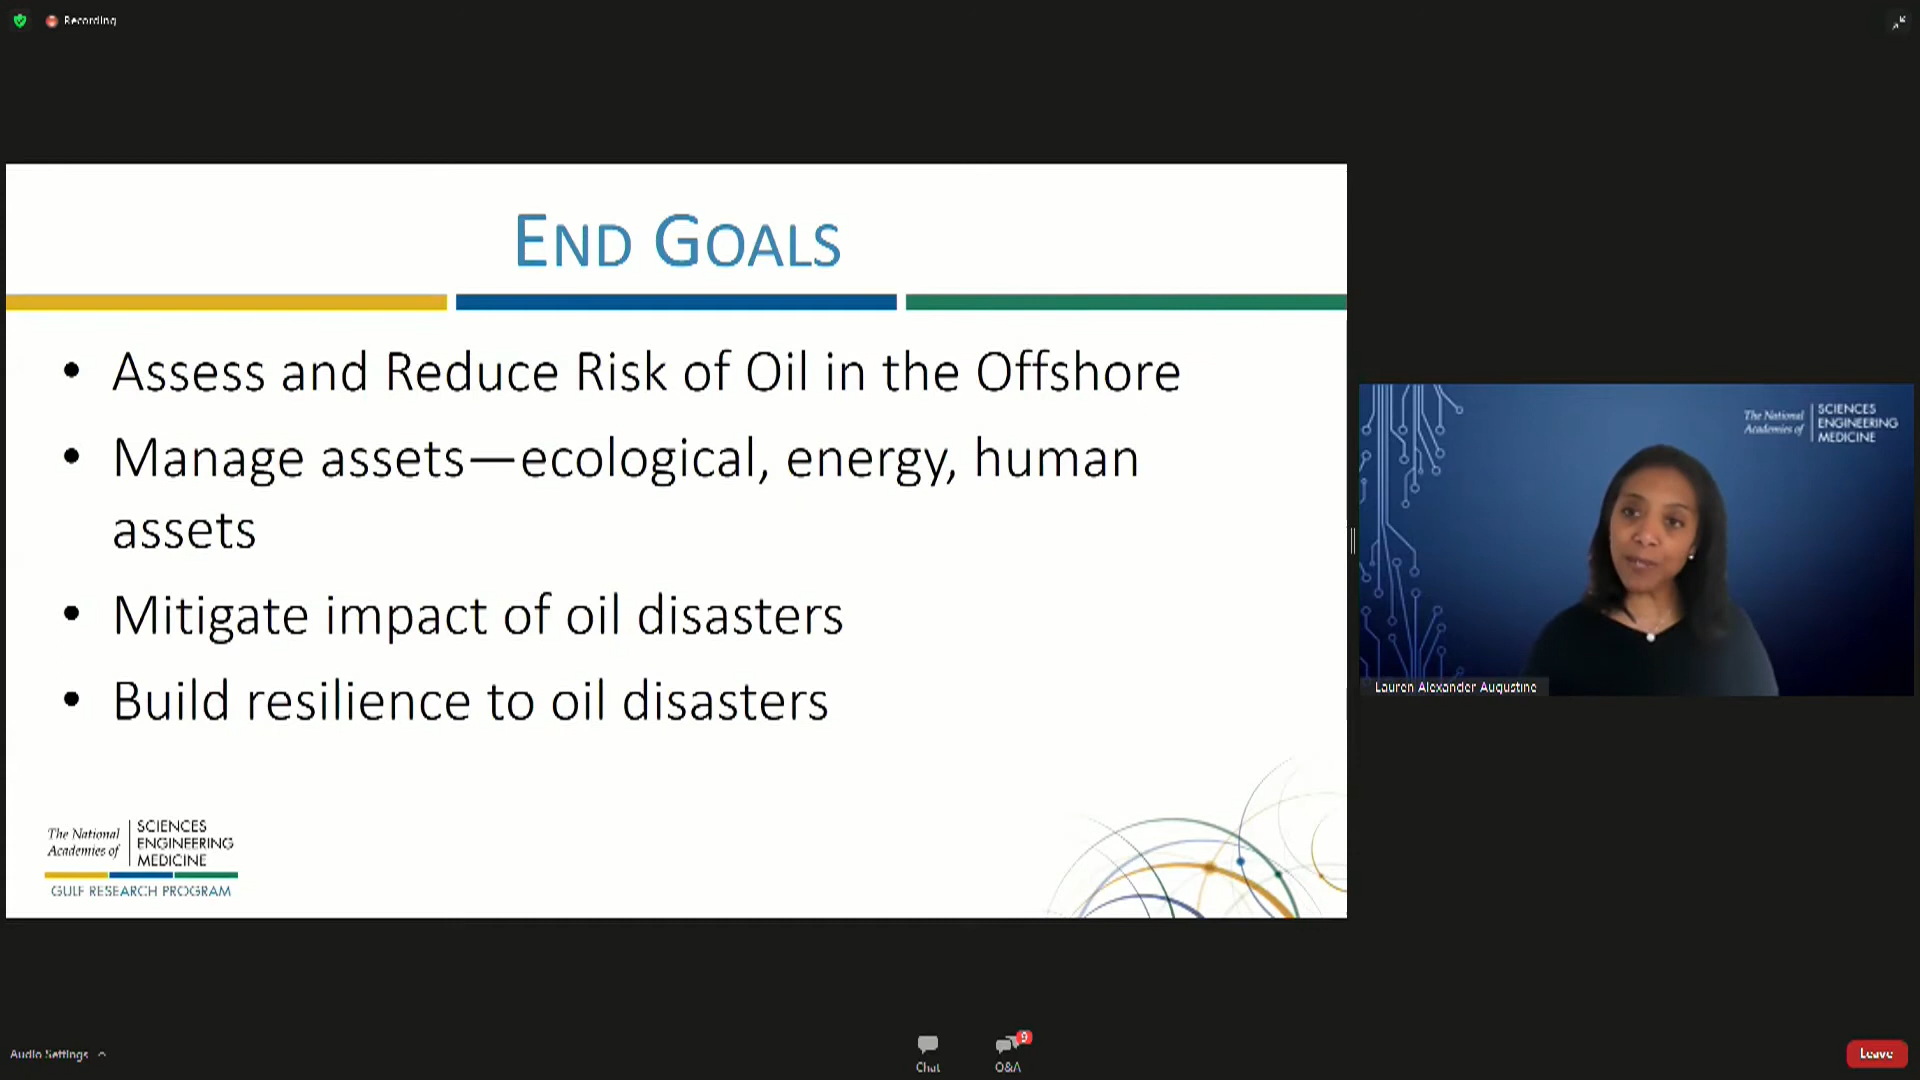 Recording
END GOALS
• Assess and Reduce Risk of Oil in the Offshore
• Manage assets—ecological, energy, human
assets
• Mitigate impact of oil disasters
• Build resilience to oil disasters
The National
Academies of
SCIENCES
ENGINEERING
MEDICINE
GULF RESEARCH PROGRAM
The National
Academies of
SCIENCES
ENGINEERING
MEDICINE
Lauren Alexander Augustine
Audio Settings
Chat
9
Q&A
Leave